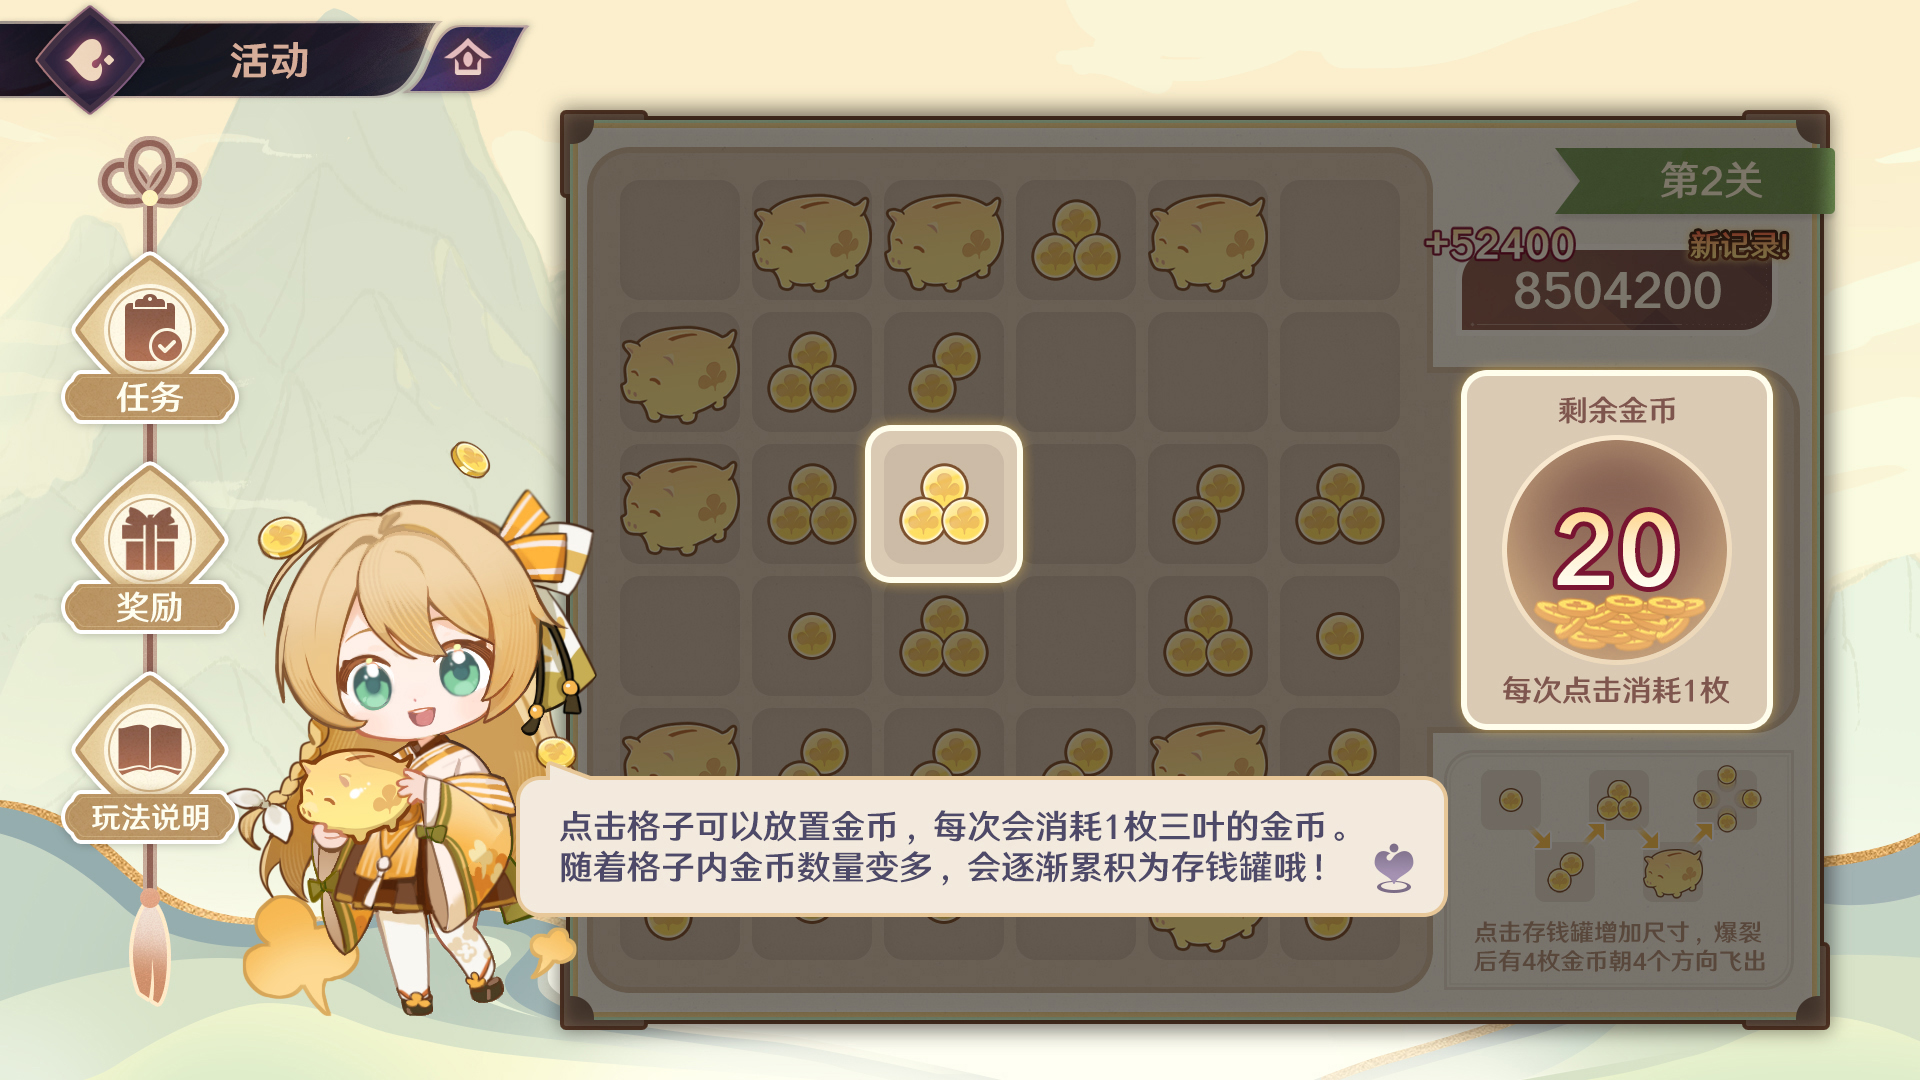 活动
第2关
+52400
新记录!
8504200
任务
奖励
玩法说明
剩余金币
20
每次点击消耗1枚
点击格子可以放置金币，每次会消耗1枚三叶的金币。
随着格子内金币数量变多，会逐渐累积为存钱罐哦！
点击存钱罐增加尺寸，爆裂
后有4枚金币朝4个方向飞出